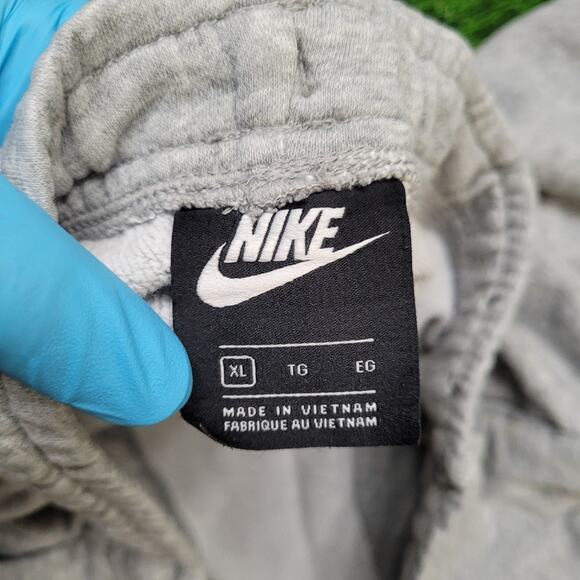 NIKE
XL TG EG
MADE IN VIETNAM
FABRIQUE AU VIETNAM